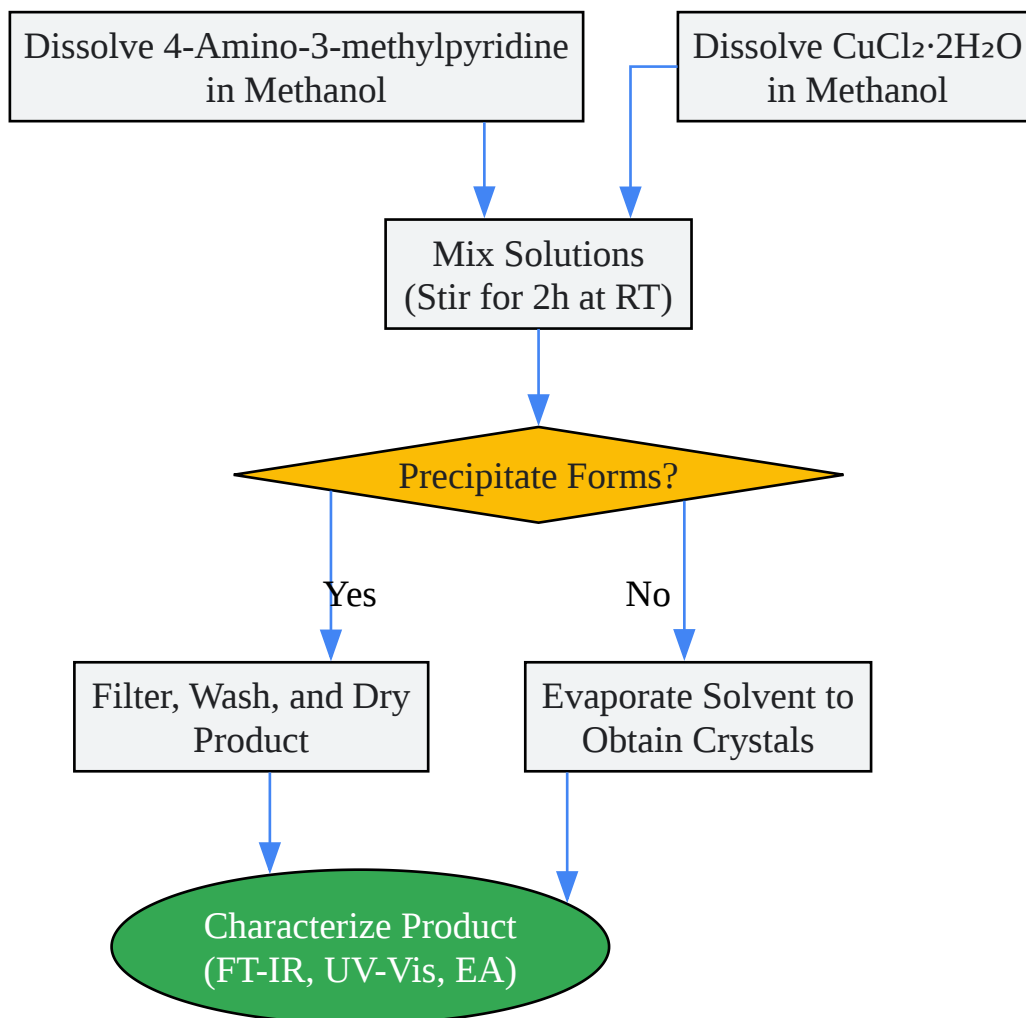 Dissolve 4-Amino-3-methylpyridine
in Methanol
Dissolve CuCl₂·2H₂O
in Methanol
Mix Solutions
(Stir for 2h at RT)
Precipitate Forms?
Yes
No
Filter, Wash, and Dry
Product
Evaporate Solvent to
Obtain Crystals
Characterize Product
(FT-IR, UV-Vis, EA)